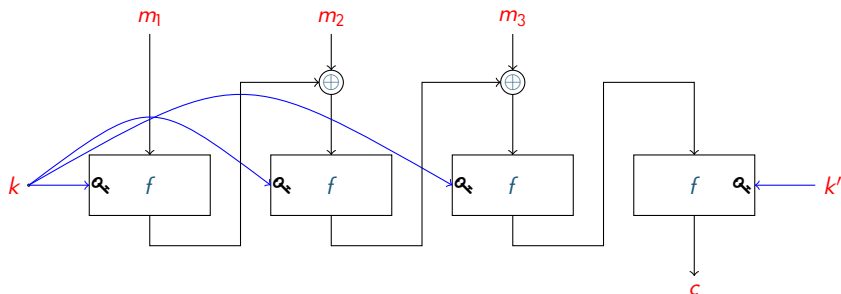 m₁ m₂ m₃
⊕ ⊕
k f f f f k′
c